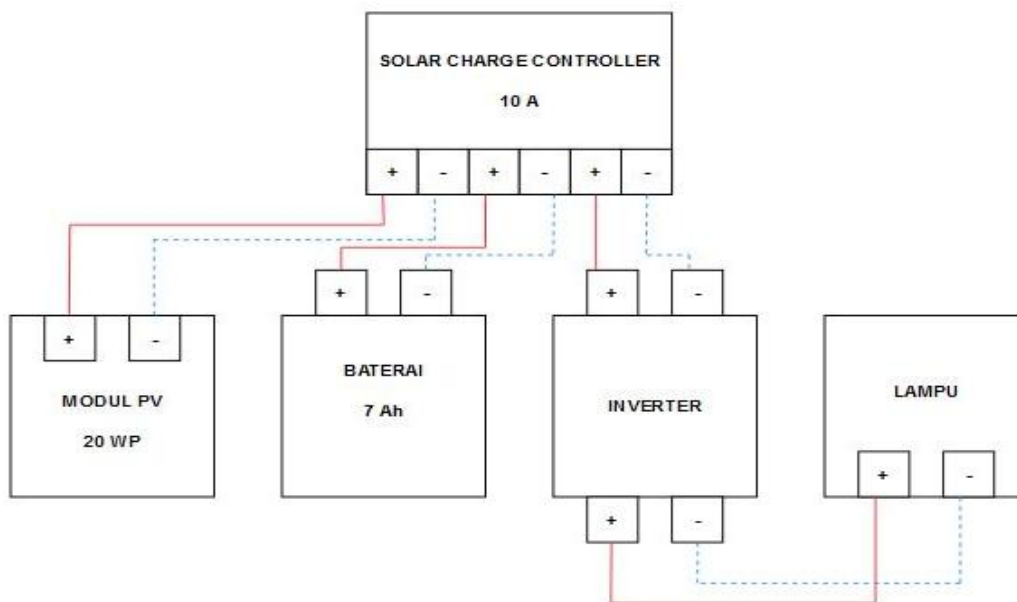 SOLAR CHARGE CONTROLLER
10 A
+ - + - + -
+ - + -
+ -
MODUL PV
20 WP
BATERAI
7 Ah
INVERTER
LAMPU
+ -
+ -